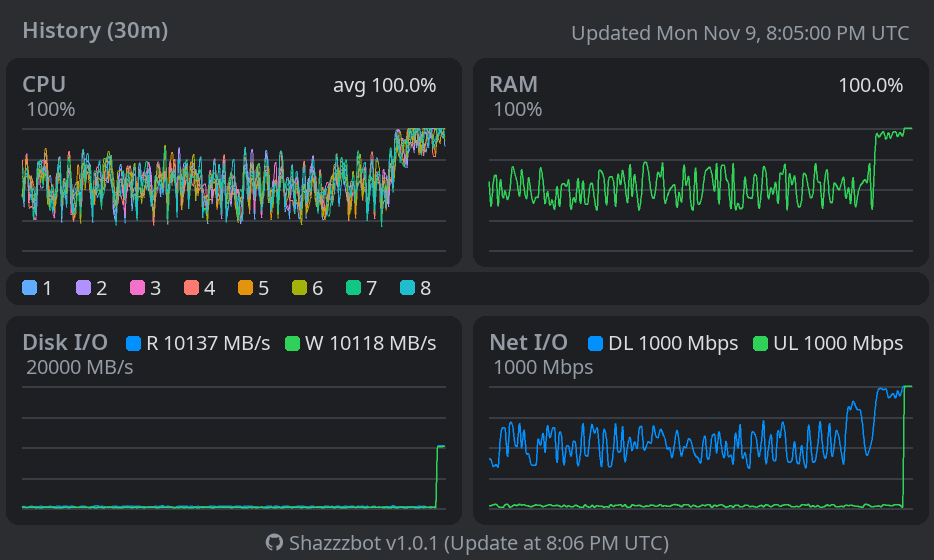 History (30m)
Updated Mon Nov 9, 8:05:00 PM UTC
CPU
avg 100.0%
100%
RAM
100.0%
100%
1 2 3 4 5 6 7 8
Disk I/O R 10137 MB/s W 10118 MB/s
20000 MB/s
Net I/O DL 1000 Mbps UL 1000 Mbps
1000 Mbps
Shazzzbot v1.0.1 (Update at 8:06 PM UTC)